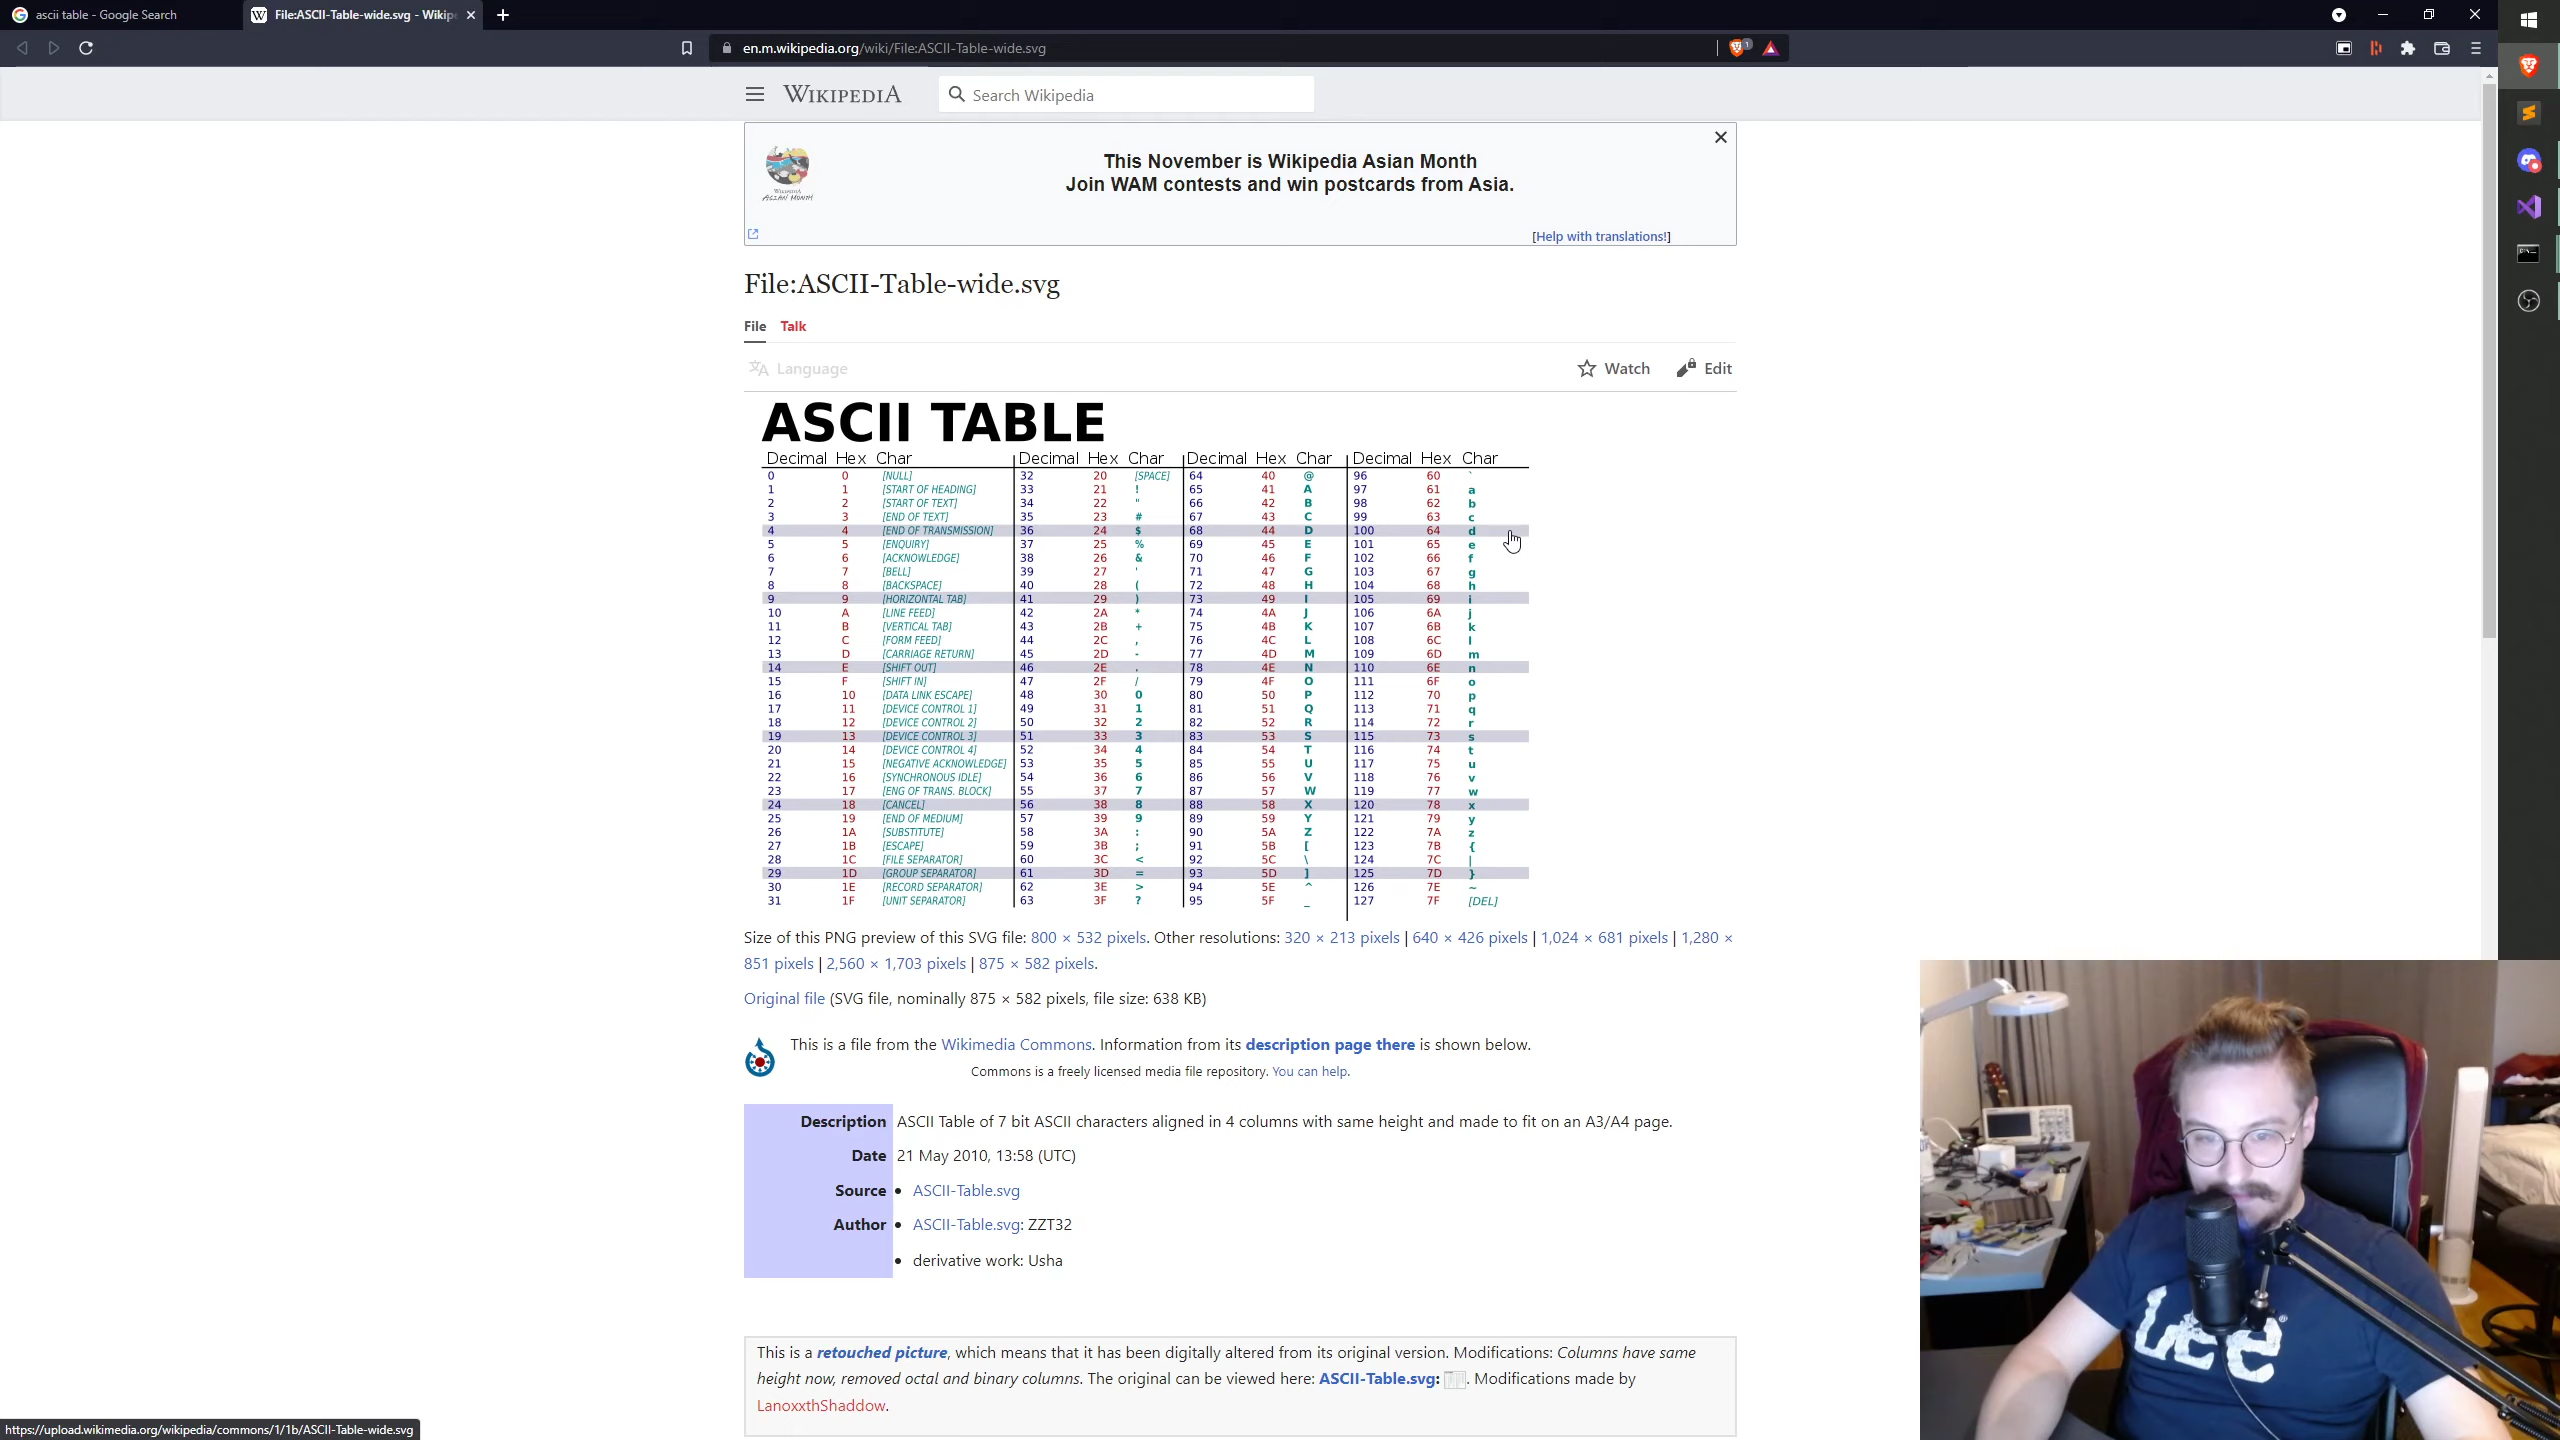 ascii table - Google Search
File:ASCII-Table-wide.svg - Wikip
en.m.wikipedia.org/wiki/File:ASCII-Table-wide.svg
1
WIKIPEDIA
Search Wikipedia
This November is Wikipedia Asian Month
Join WAM contests and win postcards from Asia.
WIKIPEDIA
ASIAN MONTH
[Help with translations!]
File:ASCII-Table-wide.svg
File Talk
Language
Watch Edit
ASCII TABLE
Decimal Hex Char Decimal Hex Char Decimal Hex Char Decimal Hex Char
0 0 [NULL] 32 20 [SPACE] 64 40 @ 96 60 `
1 1 [START OF HEADING] 33 21 ! 65 41 A 97 61 a
2 2 [START OF TEXT] 34 22 " 66 42 B 98 62 b
3 3 [END OF TEXT] 35 23 # 67 43 C 99 63 c
4 4 [END OF TRANSMISSION] 36 24 $ 68 44 D 100 64 d
5 5 [ENQUIRY] 37 25 % 69 45 E 101 65 e
6 6 [ACKNOWLEDGE] 38 26 & 70 46 F 102 66 f
7 7 [BELL] 39 27 ' 71 47 G 103 67 g
8 8 [BACKSPACE] 40 28 ( 72 48 H 104 68 h
9 9 [HORIZONTAL TAB] 41 29 ) 73 49 I 105 69 i
10 A [LINE FEED] 42 2A * 74 4A J 106 6A j
11 B [VERTICAL TAB] 43 2B + 75 4B K 107 6B k
12 C [FORM FEED] 44 2C , 76 4C L 108 6C l
13 D [CARRIAGE RETURN] 45 2D - 77 4D M 109 6D m
14 E [SHIFT OUT] 46 2E . 78 4E N 110 6E n
15 F [SHIFT IN] 47 2F / 79 4F O 111 6F o
16 10 [DATA LINK ESCAPE] 48 30 0 80 50 P 112 70 p
17 11 [DEVICE CONTROL 1] 49 31 1 81 51 Q 113 71 q
18 12 [DEVICE CONTROL 2] 50 32 2 82 52 R 114 72 r
19 13 [DEVICE CONTROL 3] 51 33 3 83 53 S 115 73 s
20 14 [DEVICE CONTROL 4] 52 34 4 84 54 T 116 74 t
21 15 [NEGATIVE ACKNOWLEDGE] 53 35 5 85 55 U 117 75 u
22 16 [SYNCHRONOUS IDLE] 54 36 6 86 56 V 118 76 v
23 17 [ENG OF TRANS. BLOCK] 55 37 7 87 57 W 119 77 w
24 18 [CANCEL] 56 38 8 88 58 X 120 78 x
25 19 [END OF MEDIUM] 57 39 9 89 59 Y 121 79 y
26 1A [SUBSTITUTE] 58 3A : 90 5A Z 122 7A z
27 1B [ESCAPE] 59 3B ; 91 5B [ 123 7B {
28 1C [FILE SEPARATOR] 60 3C < 92 5C \ 124 7C |
29 1D [GROUP SEPARATOR] 61 3D = 93 5D ] 125 7D }
30 1E [RECORD SEPARATOR] 62 3E > 94 5E ^ 126 7E ~
31 1F [UNIT SEPARATOR] 63 3F ? 95 5F _ 127 7F [DEL]
Size of this PNG preview of this SVG file: 800 × 532 pixels. Other resolutions: 320 × 213 pixels | 640 × 426 pixels | 1,024 × 681 pixels | 1,280 ×
851 pixels | 2,560 × 1,703 pixels | 875 × 582 pixels.
Original file (SVG file, nominally 875 × 582 pixels, file size: 638 KB)
This is a file from the Wikimedia Commons. Information from its description page there is shown below.
Commons is a freely licensed media file repository. You can help.
Description ASCII Table of 7 bit ASCII characters aligned in 4 columns with same height and made to fit on an A3/A4 page.
Date 21 May 2010, 13:58 (UTC)
Source • ASCII-Table.svg
Author • ASCII-Table.svg: ZZT32
• derivative work: Usha
This is a retouched picture, which means that it has been digitally altered from its original version. Modifications: Columns have same
height now, removed octal and binary columns. The original can be viewed here: ASCII-Table.svg: . Modifications made by
LanoxxthShaddow.
https://upload.wikimedia.org/wikipedia/commons/1/1b/ASCII-Table-wide.svg
Lee